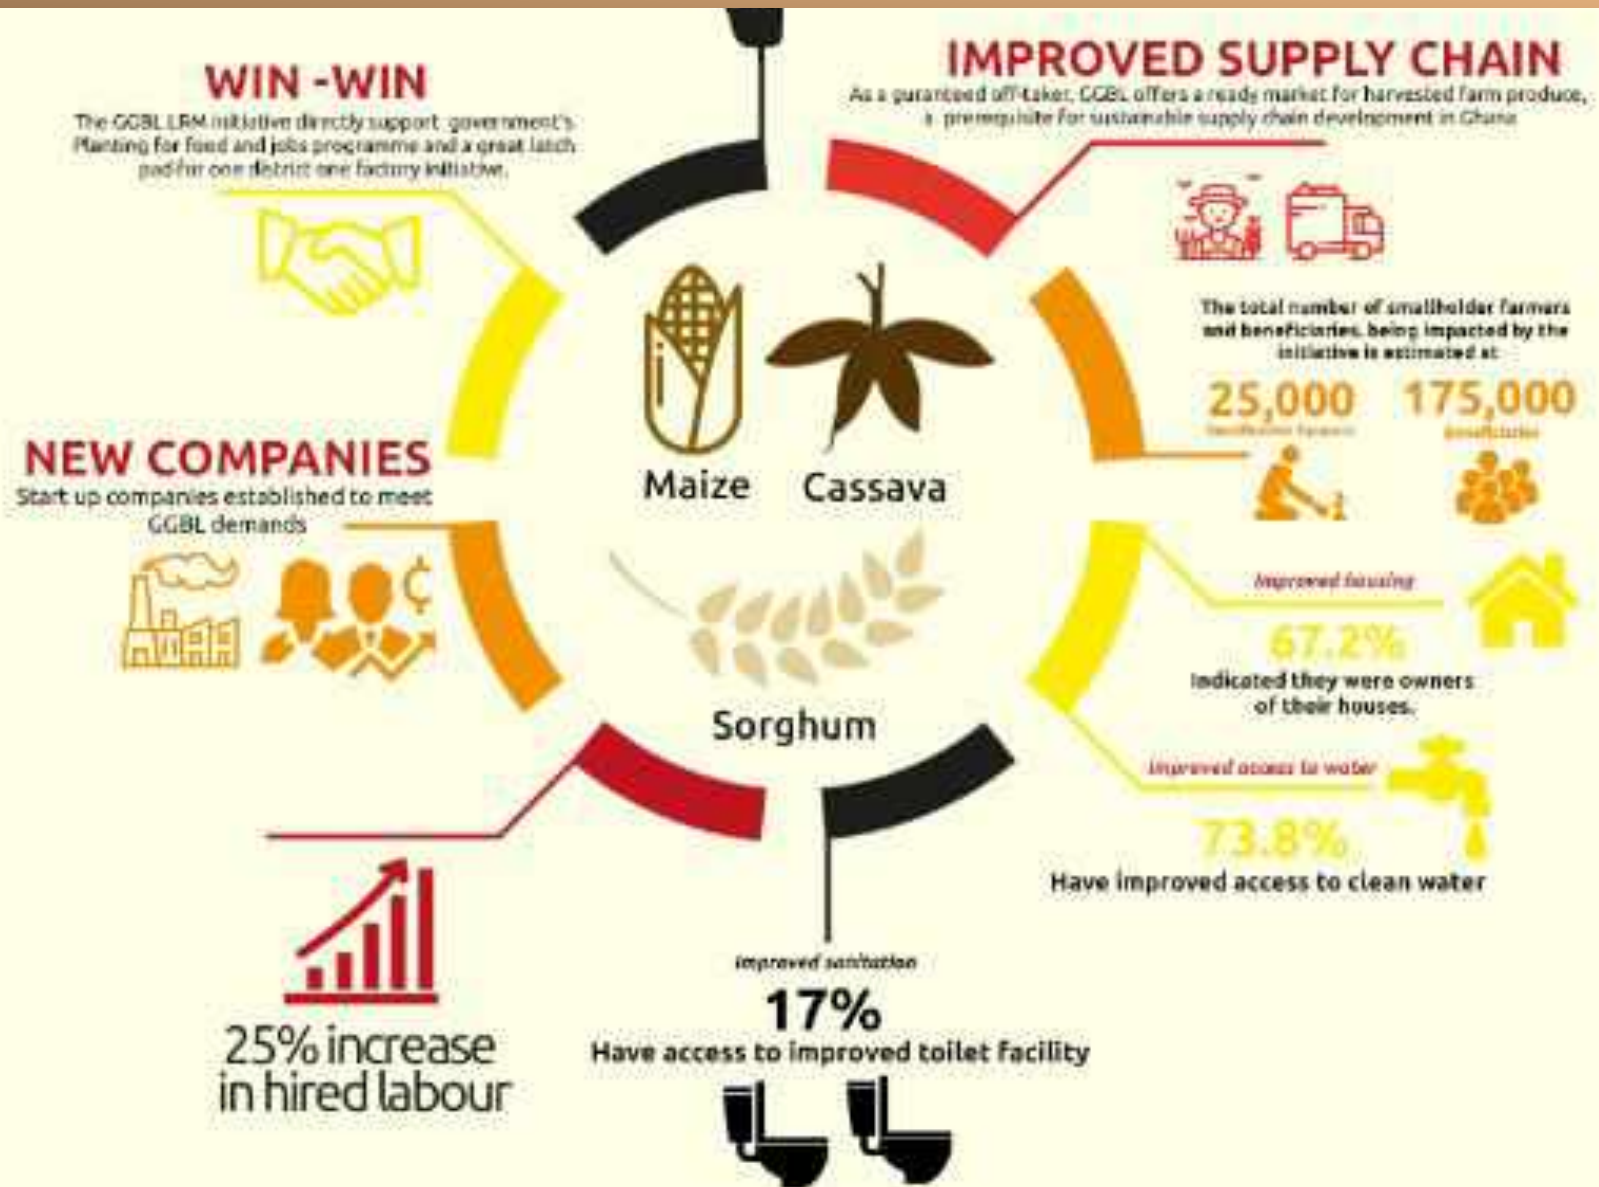 WIN -WIN
The GGBL LRM initiative directly support government's
Planting for food and jobs programme and a great latch
pad for one district one factory initiative.
IMPROVED SUPPLY CHAIN
As a guranteed off-taker, GGBL offers a ready market for harvested farm produce,
a prerequisite for sustainable supply chain development in Ghana
The total number of smallholder farmers
and beneficiaries, being impacted by the
initiative is estimated at
25,000
Smallholder Farmers
175,000
Beneficiaries
NEW COMPANIES
Start up companies established to meet
GGBL demands
Maize
Cassava
Sorghum
Improved housing
67.2%
Indicated they were owners
of their houses.
Improved access to water
73.8%
Have improved access to clean water
Improved sanitation
17%
Have access to improved toilet facility
25% increase
in hired labour